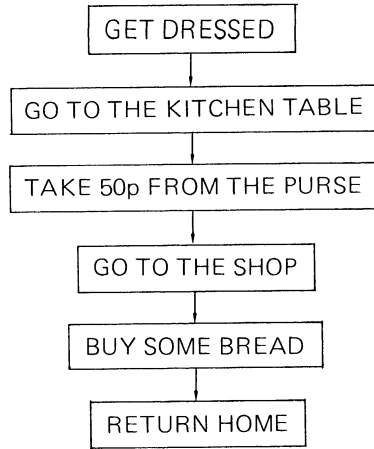 GET DRESSED
GO TO THE KITCHEN TABLE
TAKE 50p FROM THE PURSE
GO TO THE SHOP
BUY SOME BREAD
RETURN HOME